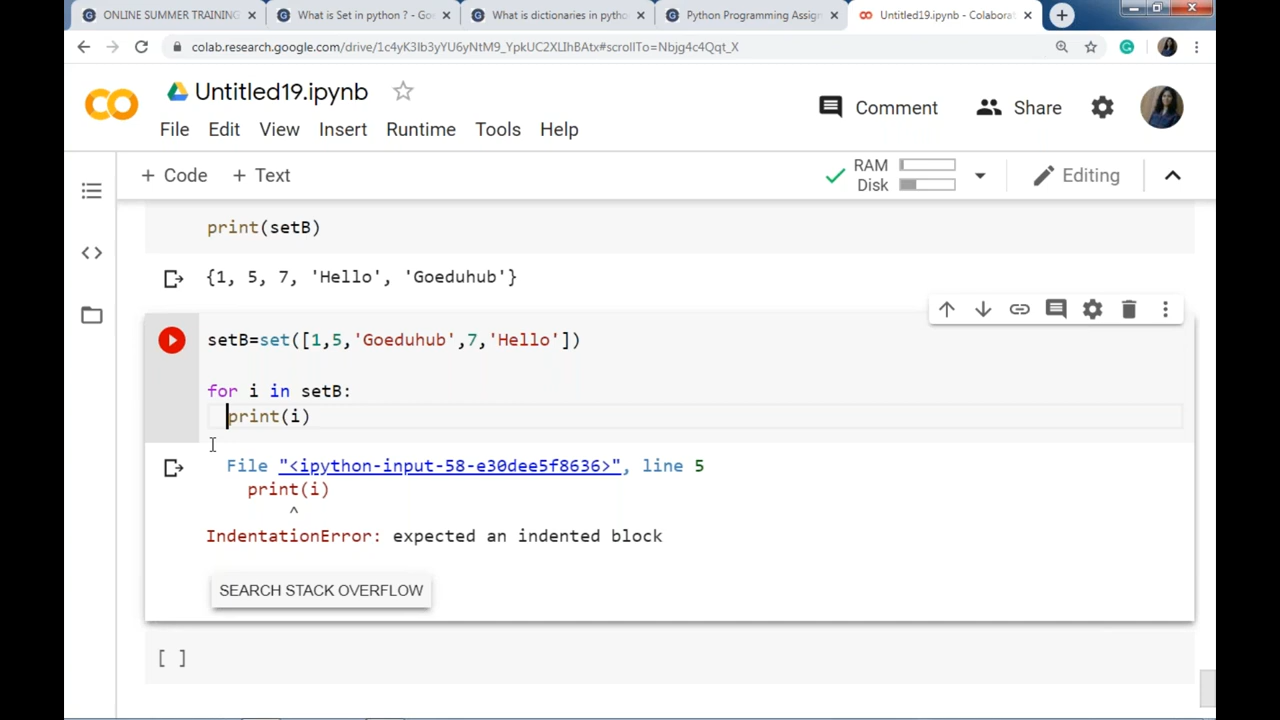 ONLINE SUMMER TRAINING
What is Set in python ? - Go
What is dictionaries in pytho
Python Programming Assig
Untitled19.ipynb - Colaborat
colab.research.google.com/drive/1c4yK3Ib3yYU6yNtM9_YpkUC2XLIhBAtx#scrollTo=Nbjg4c4Qqt_X
Untitled19.ipynb
Comment
Share
File Edit View Insert Runtime Tools Help
+ Code + Text
RAM
Disk
Editing
print(setB)
{1, 5, 7, 'Hello', 'Goeduhub'}
setB=set([1,5,'Goeduhub',7,'Hello'])
for i in setB:
print(i)
File "<ipython-input-58-e30dee5f8636>", line 5
print(i)
^
IndentationError: expected an indented block
SEARCH STACK OVERFLOW
[ ]